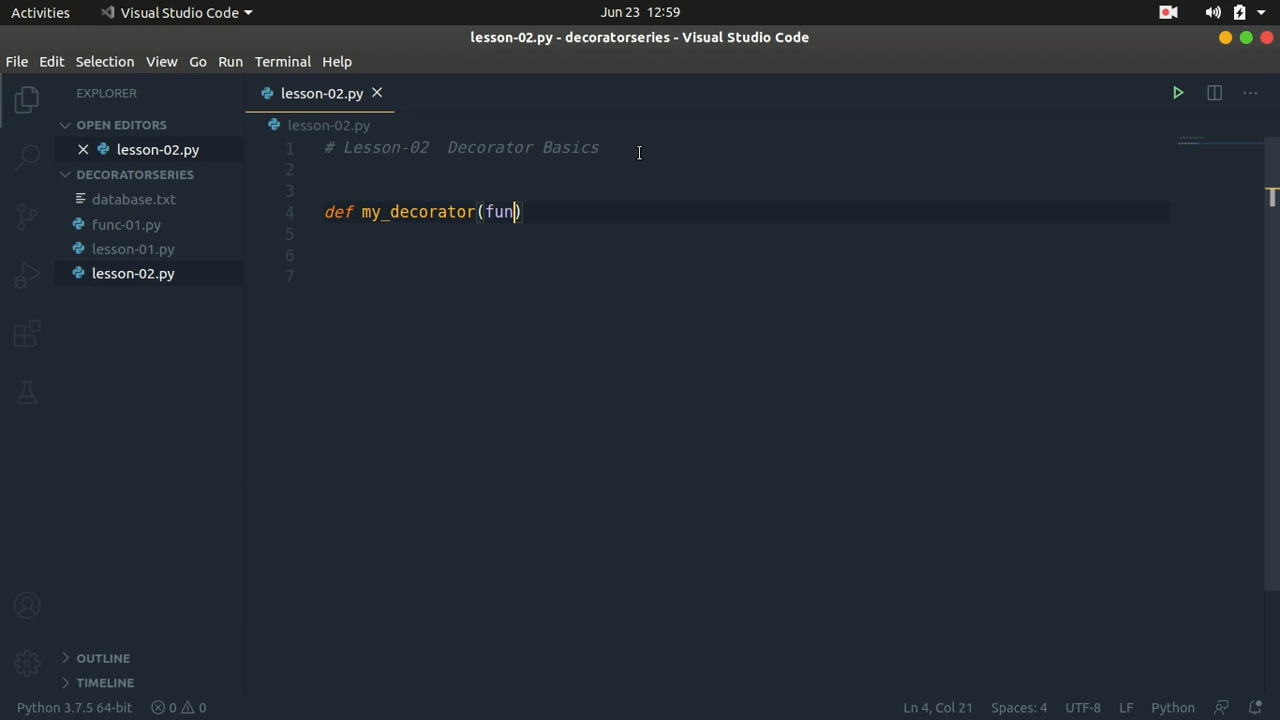 Activities Visual Studio Code Jun 23 12:59
lesson-02.py - decoratorseries - Visual Studio Code
File Edit Selection View Go Run Terminal Help
EXPLORER
OPEN EDITORS
lesson-02.py
DECORATORSERIES
database.txt
func-01.py
lesson-01.py
lesson-02.py
OUTLINE
TIMELINE
lesson-02.py
lesson-02.py
1 # Lesson-02  Decorator Basics
2
3
4 def my_decorator(fun)
5
6
7
Python 3.7.5 64-bit 0 0 Ln 4, Col 21 Spaces: 4 UTF-8 LF Python